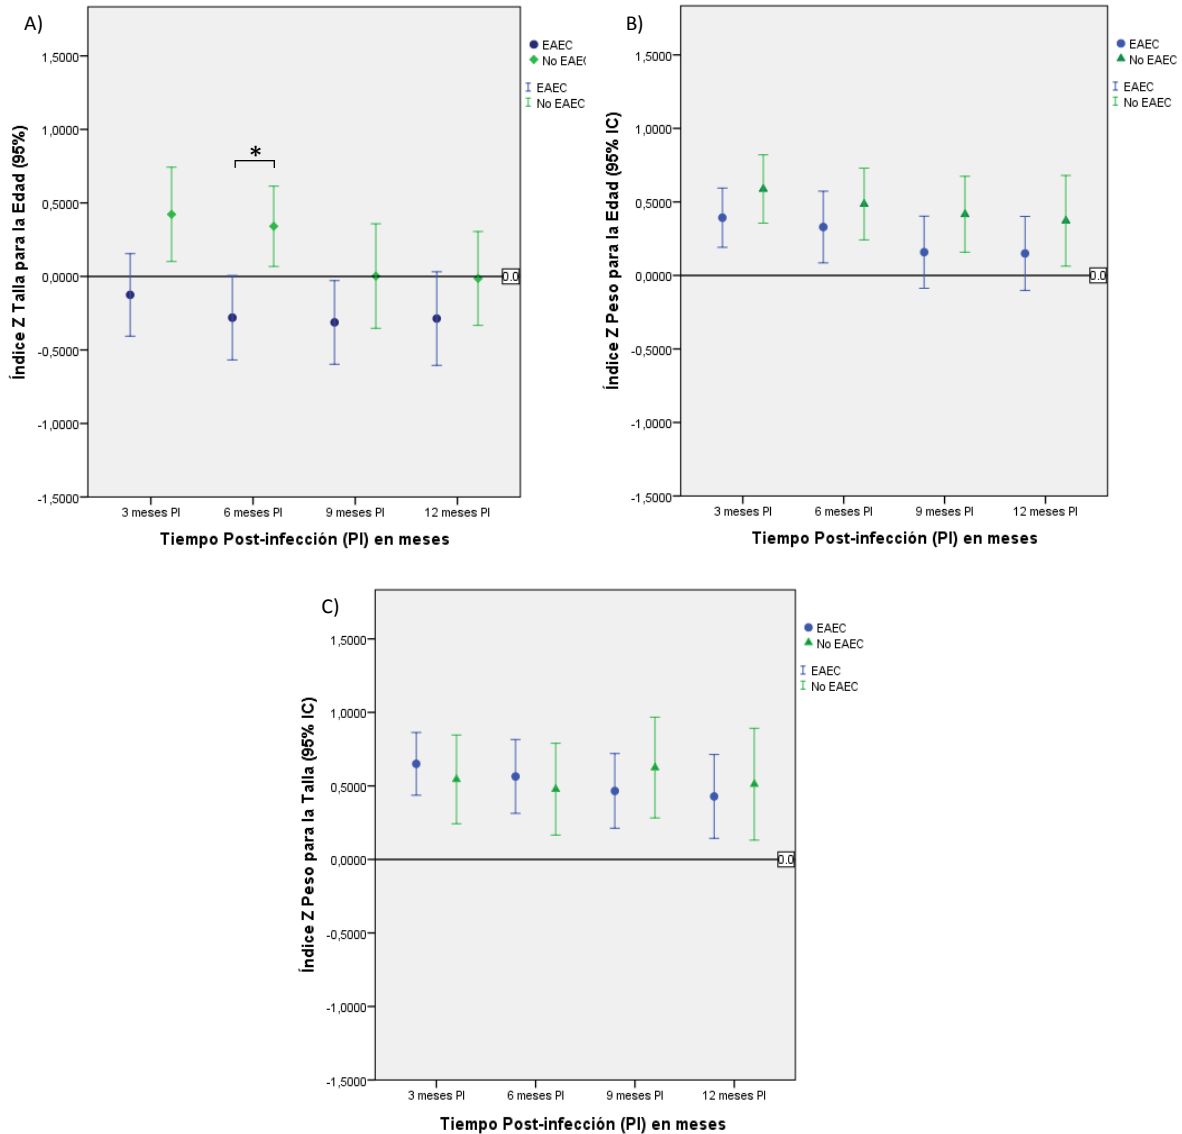 A)
EAEC
No EAEC
EAEC
No EAEC
Índice Z Talla para la Edad (95%)
1,5000
1,0000
0,5000
0,0000
-0,5000
-1,0000
-1,5000
*
0.0
3 meses PI 6 meses PI 9 meses PI 12 meses PI
Tiempo Post-infección (PI) en meses
B)
EAEC
No EAEC
EAEC
No EAEC
Índice Z Peso para la Edad (95% IC)
1,5000
1,0000
0,5000
0,0000
-0,5000
-1,0000
-1,5000
0.0
3 meses PI 6 meses PI 9 meses PI 12 meses PI
Tiempo Post-infección (PI) en meses
C)
EAEC
No EAEC
EAEC
No EAEC
Índice Z Peso para la Talla (95% IC)
1,5000
1,0000
0,5000
0,0000
-0,5000
-1,0000
-1,5000
0.0
3 meses PI 6 meses PI 9 meses PI 12 meses PI
Tiempo Post-infección (PI) en meses